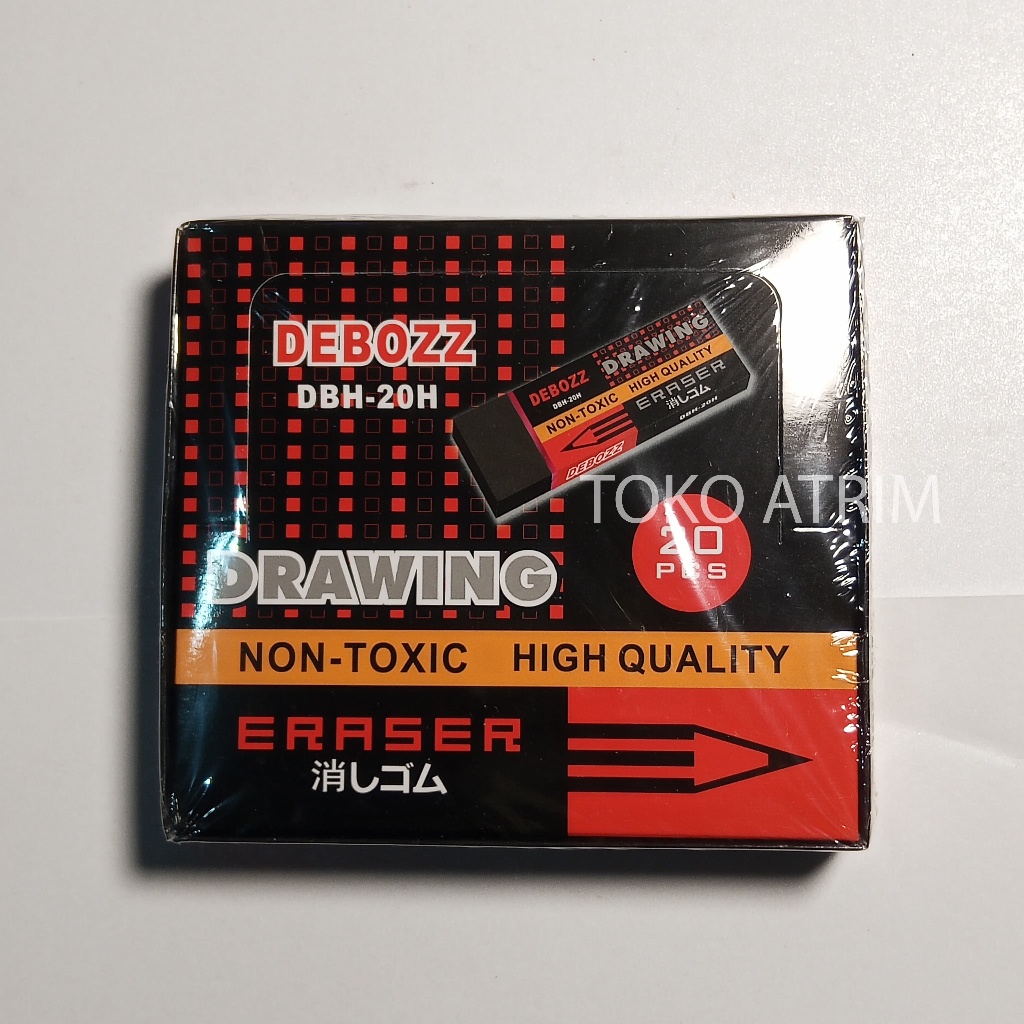 DEBOZZ
DBH-20H
DRAWING
DEBOZZ
DBH-20H
NON-TOXIC HIGH QUALITY
ERASER
消しゴム
DBH-20H
DEBOZZ
TOKO ATRIM
20
PCS
DRAWING
NON-TOXIC HIGH QUALITY
ERASER
消しゴム